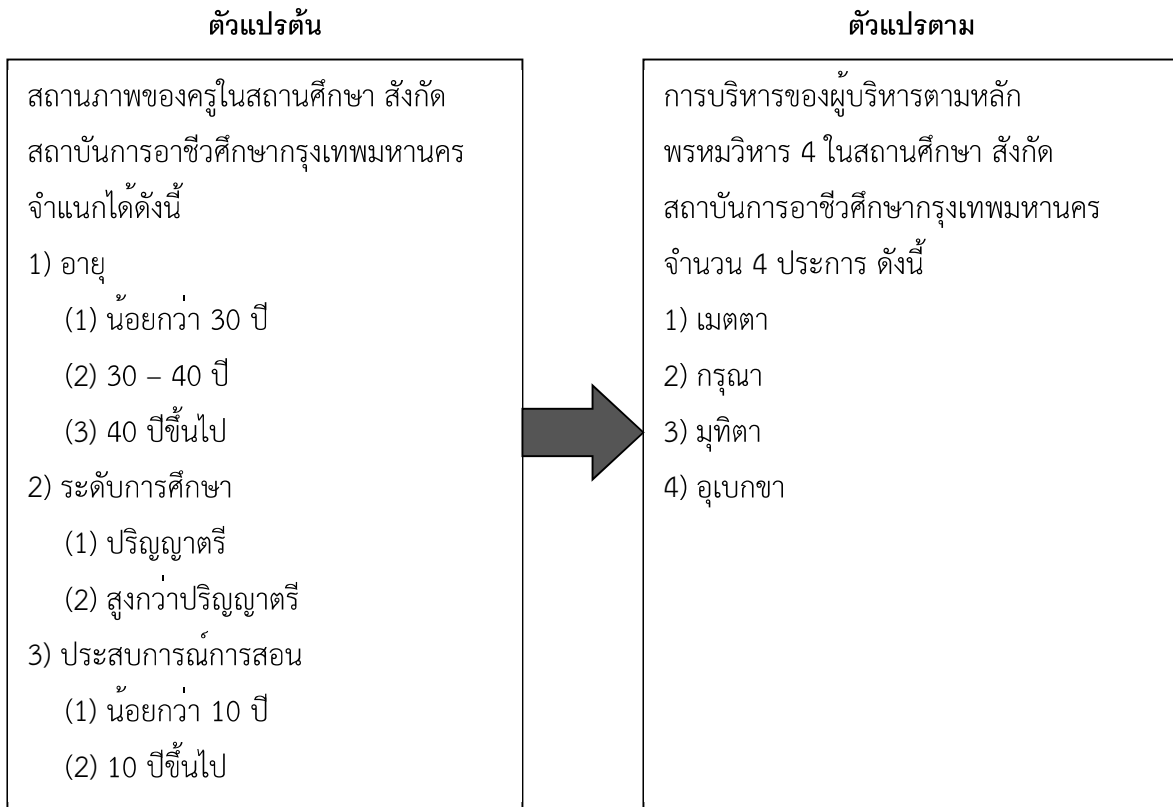 ตัวแปรต้น
สถานภาพของครูในสถานศึกษา สังกัด
สถาบันการอาชีวศึกษากรุงเทพมหานคร
จำแนกได้ดังนี้
1) อายุ
(1) น้อยกว่า 30 ปี
(2) 30 – 40 ปี
(3) 40 ปีขึ้นไป
2) ระดับการศึกษา
(1) ปริญญาตรี
(2) สูงกว่าปริญญาตรี
3) ประสบการณ์การสอน
(1) น้อยกว่า 10 ปี
(2) 10 ปีขึ้นไป
ตัวแปรตาม
การบริหารของผู้บริหารตามหลัก
พรหมวิหาร 4 ในสถานศึกษา สังกัด
สถาบันการอาชีวศึกษากรุงเทพมหานคร
จำนวน 4 ประการ ดังนี้
1) เมตตา
2) กรุณา
3) มุทิตา
4) อุเบกขา